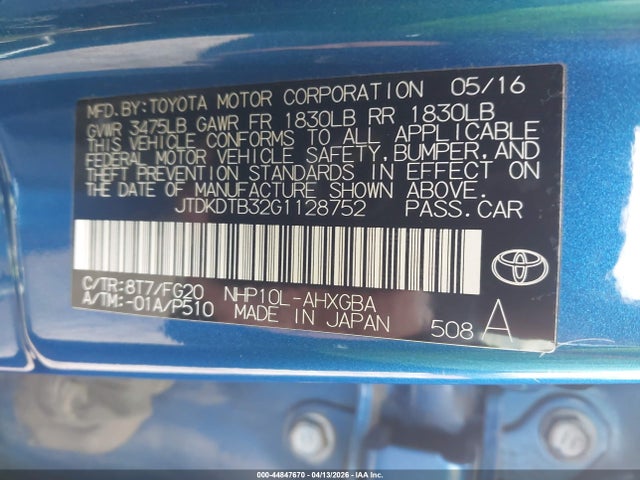 MFD.BY:TOYOTA MOTOR CORPORATION 05/16
GVWR 3475LB GAWR FR 1830LB RR 1830LB
THIS VEHICLE CONFORMS TO ALL APPLICABLE
FEDERAL MOTOR VEHICLE SAFETY, BUMPER, AND
THEFT PREVENTION STANDARDS IN EFFECT ON
THE DATE OF MANUFACTURE SHOWN ABOVE.
JTDKDTB32G1128752 PASS.CAR
C/TR:8T7/FG20 NHP10L-AHXGBA
A/TM:-01A/P510 MADE IN JAPAN 508 A
TOYOTA
000-44847670 - 04/13/2026 - IAAI.CA